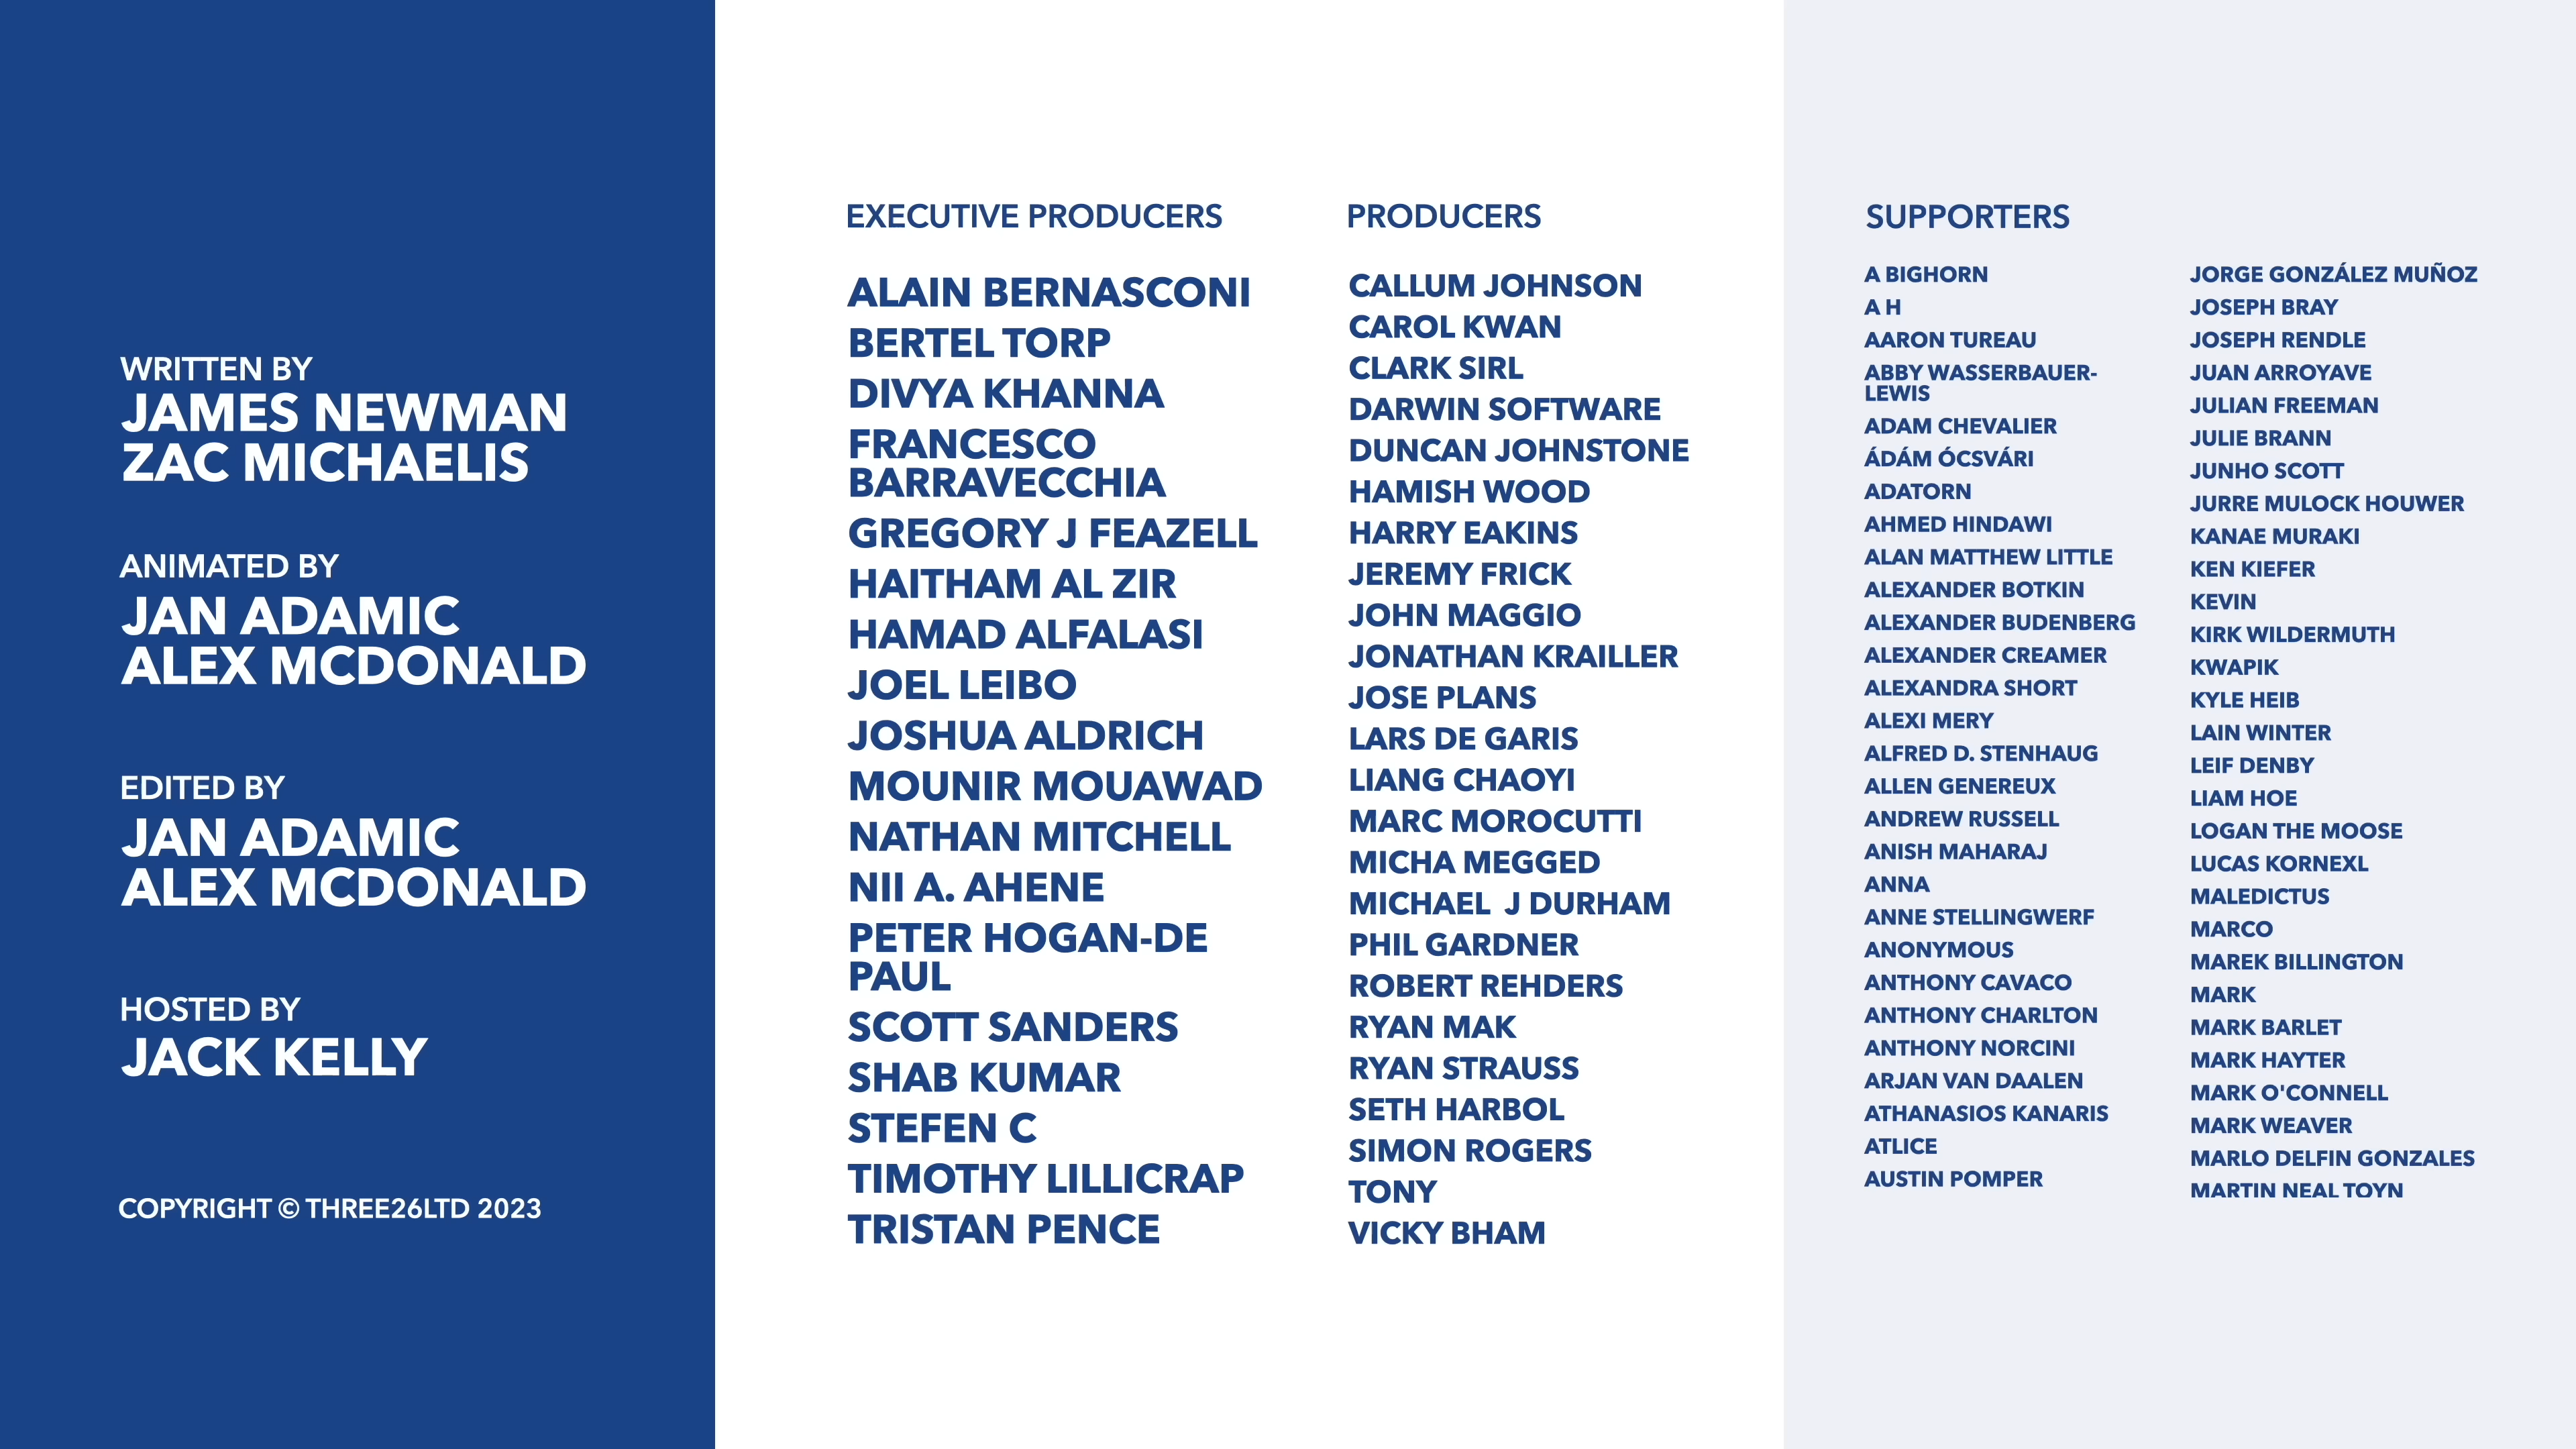 WRITTEN BY
JAMES NEWMAN
ZAC MICHAELIS
ANIMATED BY
JAN ADAMIC
ALEX MCDONALD
EDITED BY
JAN ADAMIC
ALEX MCDONALD
HOSTED BY
JACK KELLY
COPYRIGHT © THREE26LTD 2023
EXECUTIVE PRODUCERS
ALAIN BERNASCONI
BERTEL TORP
DIVYA KHANNA
FRANCESCO
BARRAVECCHIA
GREGORY J FEAZELL
HAITHAM AL ZIR
HAMAD ALFALASI
JOEL LEIBO
JOSHUA ALDRICH
MOUNIR MOUAWAD
NATHAN MITCHELL
NII A. AHENE
PETER HOGAN-DE
PAUL
SCOTT SANDERS
SHAB KUMAR
STEFEN C
TIMOTHY LILLICRAP
TRISTAN PENCE
PRODUCERS
CALLUM JOHNSON
CAROL KWAN
CLARK SIRL
DARWIN SOFTWARE
DUNCAN JOHNSTONE
HAMISH WOOD
HARRY EAKINS
JEREMY FRICK
JOHN MAGGIO
JONATHAN KRAILLER
JOSE PLANS
LARS DE GARIS
LIANG CHAOYI
MARC MOROCUTTI
MICHA MEGGED
MICHAEL  J DURHAM
PHIL GARDNER
ROBERT REHDERS
RYAN MAK
RYAN STRAUSS
SETH HARBOL
SIMON ROGERS
TONY
VICKY BHAM
SUPPORTERS
A BIGHORN
A H
AARON TUREAU
ABBY WASSERBAUER-
LEWIS
ADAM CHEVALIER
ÁDÁM ÓCSVÁRI
ADATORN
AHMED HINDAWI
ALAN MATTHEW LITTLE
ALEXANDER BOTKIN
ALEXANDER BUDENBERG
ALEXANDER CREAMER
ALEXANDRA SHORT
ALEXI MERY
ALFRED D. STENHAUG
ALLEN GENEREUX
ANDREW RUSSELL
ANISH MAHARAJ
ANNA
ANNE STELLINGWERF
ANONYMOUS
ANTHONY CAVACO
ANTHONY CHARLTON
ANTHONY NORCINI
ARJAN VAN DAALEN
ATHANASIOS KANARIS
ATLICE
AUSTIN POMPER
JORGE GONZÁLEZ MUÑOZ
JOSEPH BRAY
JOSEPH RENDLE
JUAN ARROYAVE
JULIAN FREEMAN
JULIE BRANN
JUNHO SCOTT
JURRE MULOCK HOUWER
KANAE MURAKI
KEN KIEFER
KEVIN
KIRK WILDERMUTH
KWAPIK
KYLE HEIB
LAIN WINTER
LEIF DENBY
LIAM HOE
LOGAN THE MOOSE
LUCAS KORNEXL
MALEDICTUS
MARCO
MAREK BILLINGTON
MARK
MARK BARLET
MARK HAYTER
MARK O'CONNELL
MARK WEAVER
MARLO DELFIN GONZALES
MARTIN NEAL TOYN